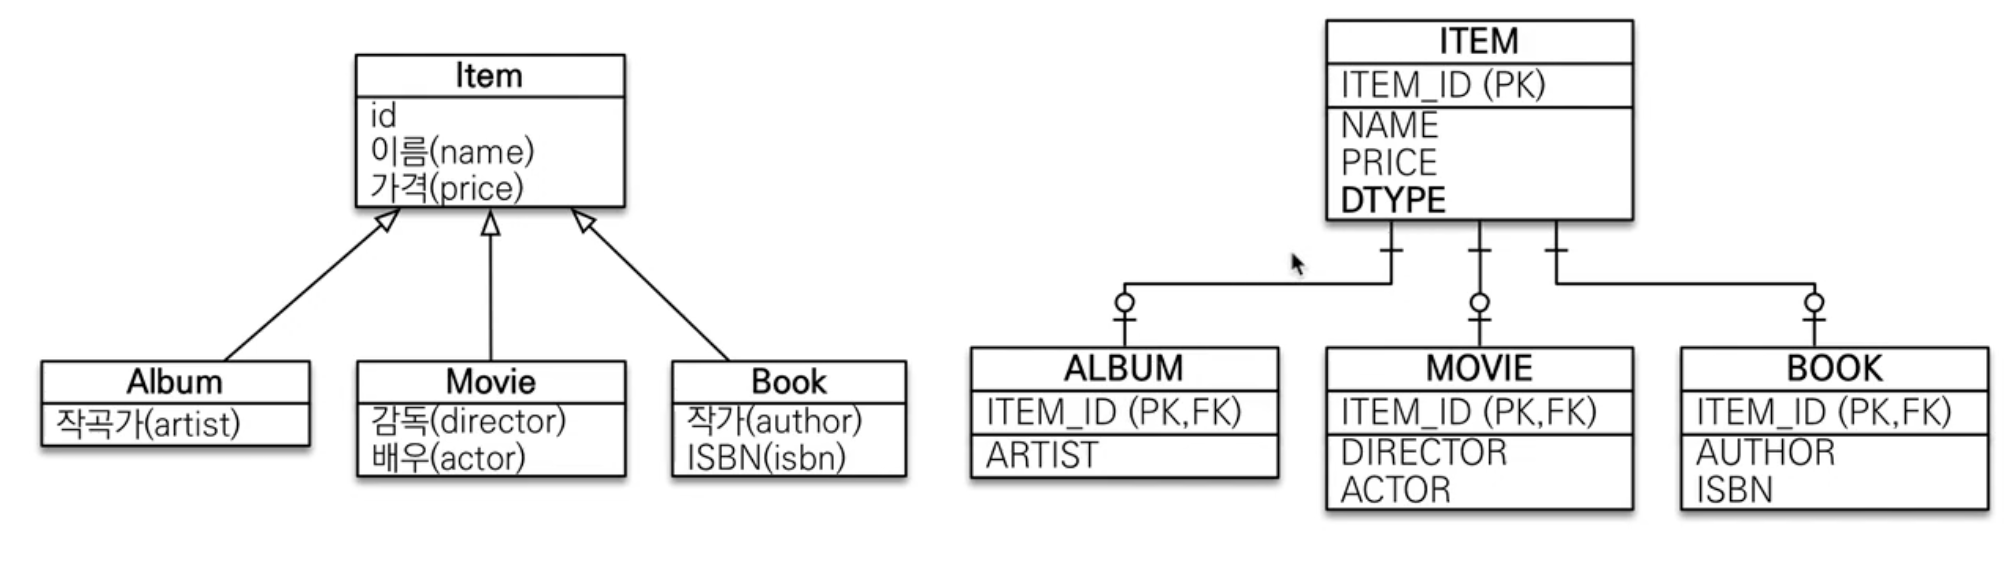 Item
id
이름(name)
가격(price)
Album
작곡가(artist)
Movie
감독(director)
배우(actor)
Book
작가(author)
ISBN(isbn)
ITEM
ITEM_ID (PK)
NAME
PRICE
DTYPE
ALBUM
ITEM_ID (PK,FK)
ARTIST
MOVIE
ITEM_ID (PK,FK)
DIRECTOR
ACTOR
BOOK
ITEM_ID (PK,FK)
AUTHOR
ISBN